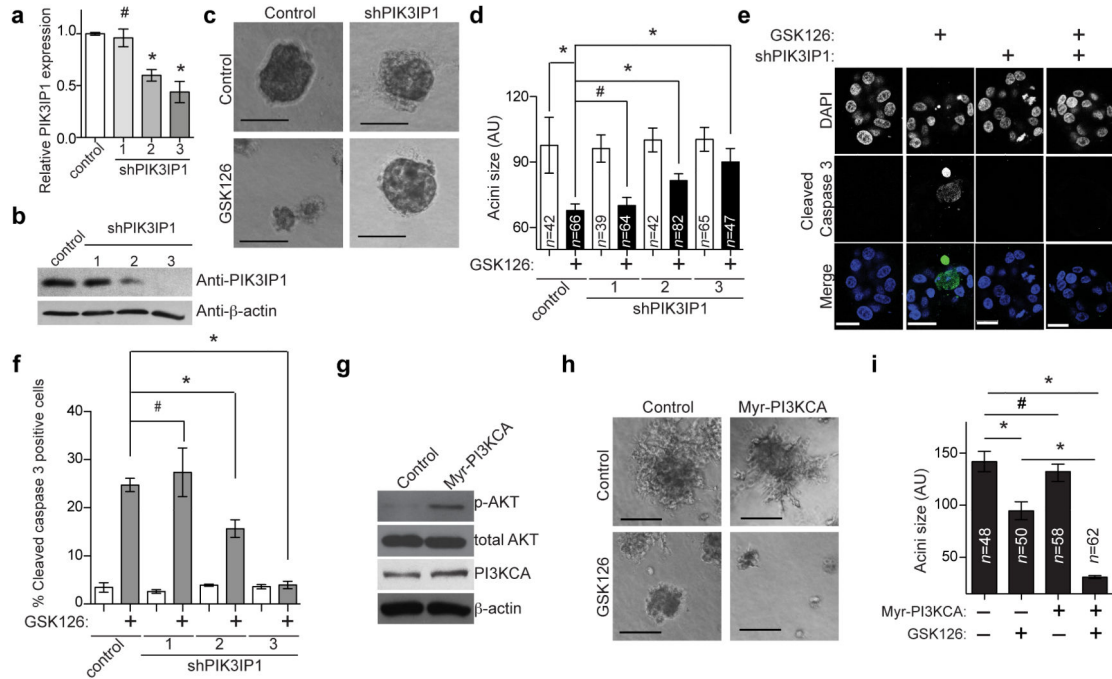 a
Relative PIK3IP1 expression
1.0
0.5
0.0
#
*
*
control
1 2 3
shPIK3IP1
b
control
shPIK3IP1
1 2 3
Anti-PIK3IP1
Anti-β-actin
c
Control shPIK3IP1
Control
GSK126
d
Acini size (AU)
120
90
60
*
*
*
#
n=42
n=66
n=39
n=64
n=42
n=82
n=65
n=47
GSK126: + + + +
control
1 2 3
shPIK3IP1
e
GSK126: + +
shPIK3IP1: + +
DAPI
Cleaved Caspase 3
Merge
f
% Cleaved caspase 3 positive cells
40
30
20
10
0
*
*
#
GSK126: + + + +
control
1 2 3
shPIK3IP1
g
Control
Myr-PI3KCA
p-AKT
total AKT
PI3KCA
β-actin
h
Control Myr-PI3KCA
Control
GSK126
i
Acini size (AU)
150
100
50
*
#
*
*
n=48
n=50
n=58
n=62
Myr-PI3KCA: – – + +
GSK126: – + – +